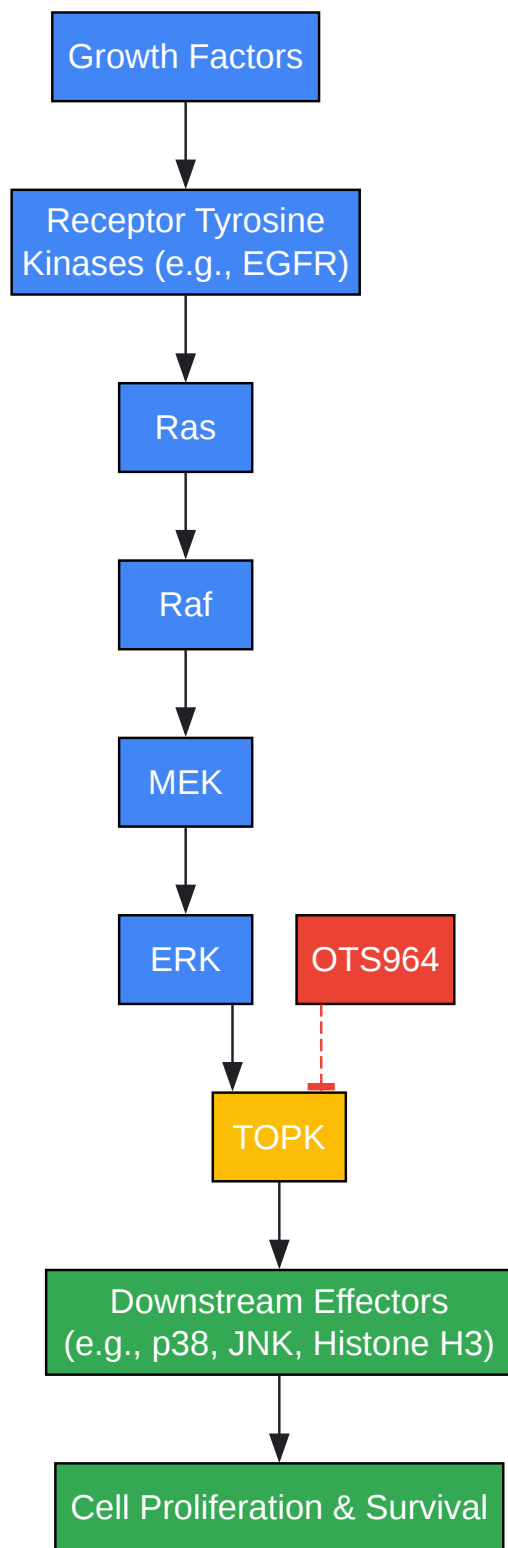 Growth Factors
Receptor Tyrosine
Kinases (e.g., EGFR)
Ras
Raf
MEK
ERK
OTS964
TOPK
Downstream Effectors
(e.g., p38, JNK, Histone H3)
Cell Proliferation & Survival